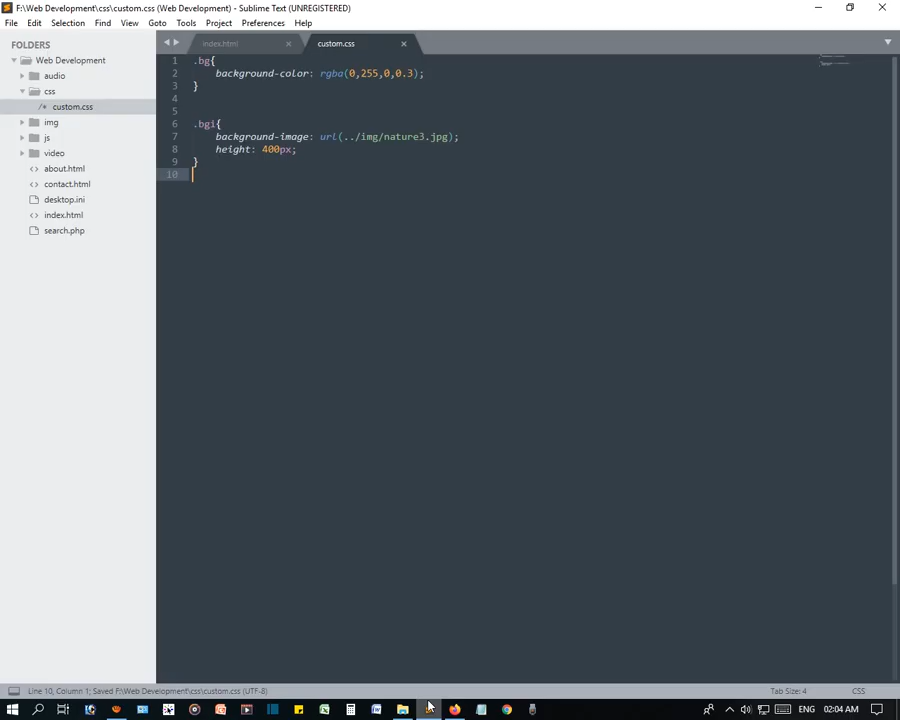 F:\Web Development\css\custom.css (Web Development) - Sublime Text (UNREGISTERED)
File Edit Selection Find View Goto Tools Project Preferences Help
FOLDERS
Web Development
audio
css
custom.css
img
js
video
about.html
contact.html
desktop.ini
index.html
search.php
index.html
custom.css
1 .bg{
2 background-color: rgba(0,255,0,0.3);
3 }
4
5
6 .bgi{
7 background-image: url(../img/nature3.jpg);
8 height: 400px;
9 }
10
Line 10, Column 1; Saved F:\Web Development\css\custom.css (UTF-8)
Tab Size: 4
CSS
ENG
02:04 AM